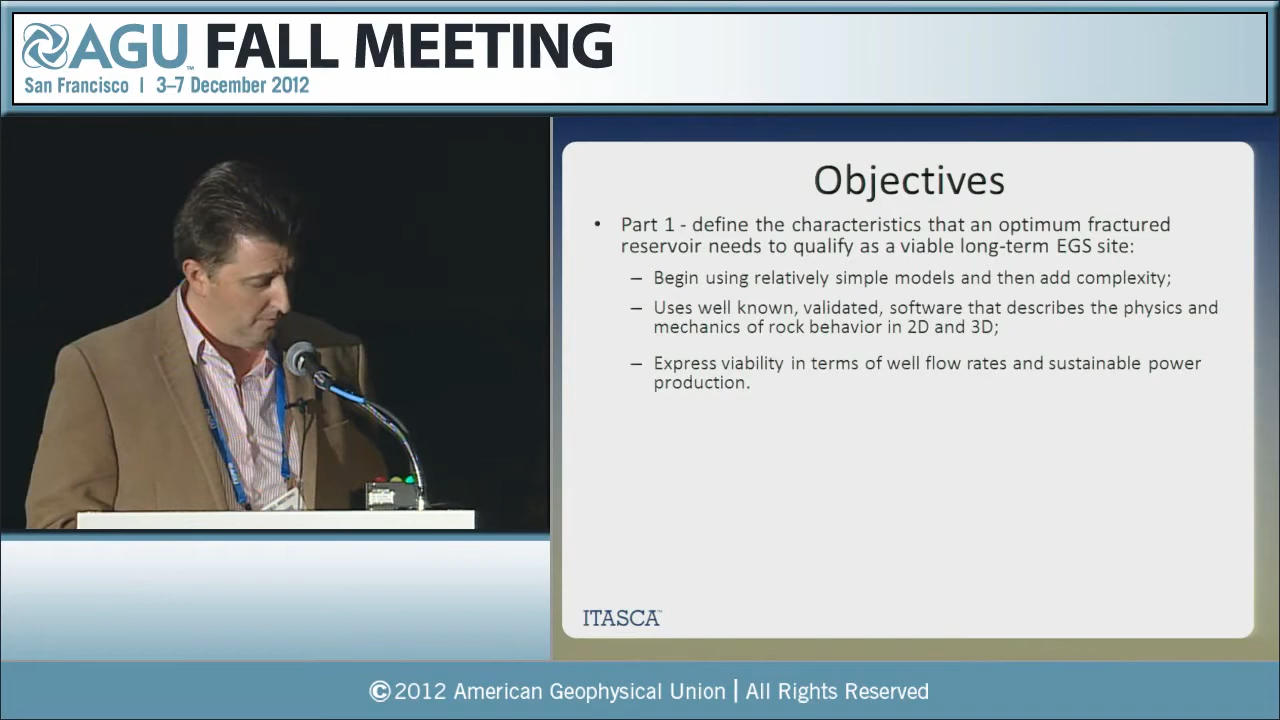 AGU™ FALL MEETING
San Francisco | 3–7 December 2012
Objectives
• Part 1 - define the characteristics that an optimum fractured
reservoir needs to qualify as a viable long-term EGS site:
– Begin using relatively simple models and then add complexity;
– Uses well known, validated, software that describes the physics and
mechanics of rock behavior in 2D and 3D;
– Express viability in terms of well flow rates and sustainable power
production.
ITASCA™
©2012 American Geophysical Union | All Rights Reserved